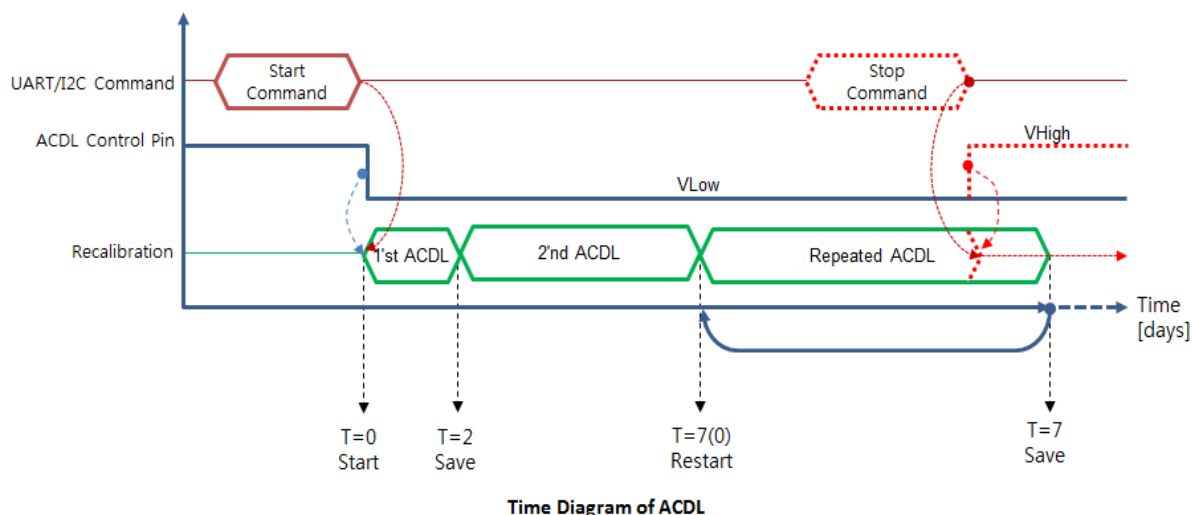 Start
Command
Stop
Command
UART/I2C Command
ACDL Control Pin
VHigh
VLow
Recalibration
1'st ACDL
2'nd ACDL
Repeated ACDL
Time
[days]
T=0
Start
T=2
Save
T=7(0)
Restart
T=7
Save
Time Diagram of ACDL